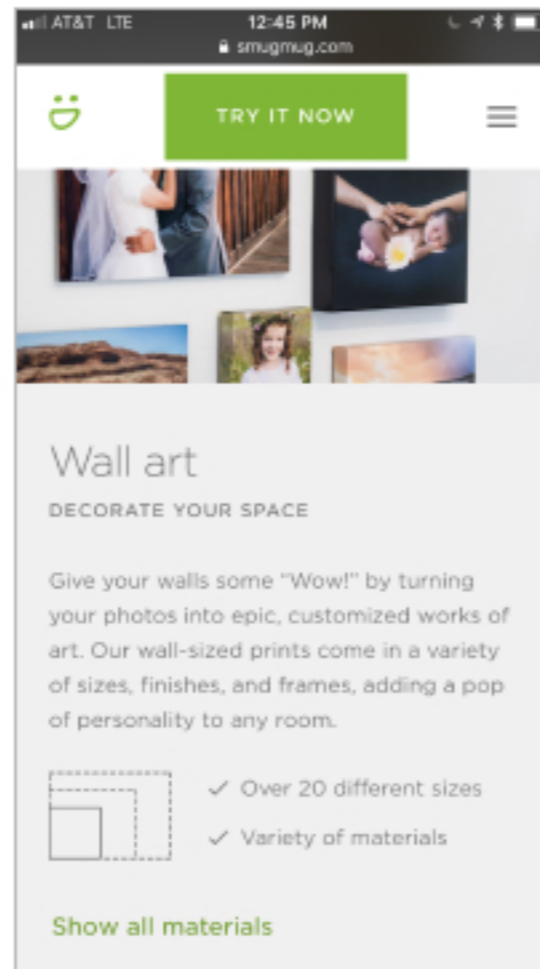 AT&T LTE 12:45 PM
smugmug.com
TRY IT NOW
Wall art
DECORATE YOUR SPACE
Give your walls some “Wow!” by turning
your photos into epic, customized works of
art. Our wall-sized prints come in a variety
of sizes, finishes, and frames, adding a pop
of personality to any room.
Over 20 different sizes
Variety of materials
Show all materials